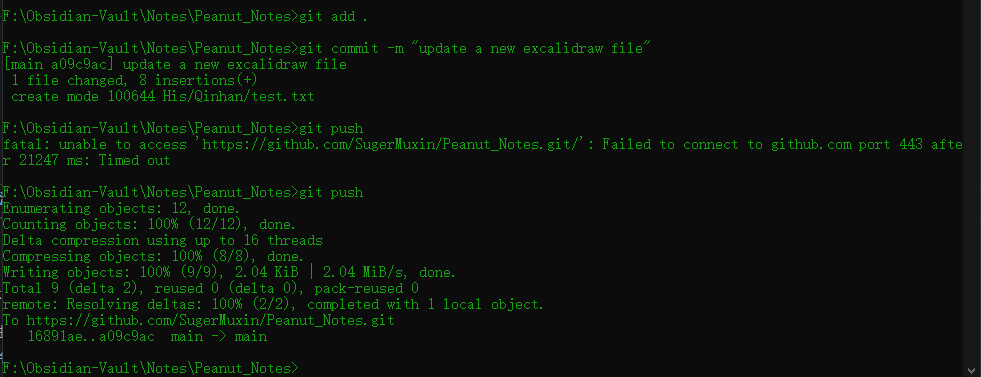 F:\Obsidian-Vault\Notes\Peanut_Notes>git add .
F:\Obsidian-Vault\Notes\Peanut_Notes>git commit -m "update a new excalidraw file"
[main a09c9ac] update a new excalidraw file
1 file changed, 8 insertions(+)
create mode 100644 His/Qinhan/test.txt
F:\Obsidian-Vault\Notes\Peanut_Notes>git push
fatal: unable to access 'https://github.com/SugerMuxin/Peanut_Notes.git/': Failed to connect to github.com port 443 afte
r 21247 ms: Timed out
F:\Obsidian-Vault\Notes\Peanut_Notes>git push
Enumerating objects: 12, done.
Counting objects: 100% (12/12), done.
Delta compression using up to 16 threads
Compressing objects: 100% (8/8), done.
Writing objects: 100% (9/9), 2.04 KiB | 2.04 MiB/s, done.
Total 9 (delta 2), reused 0 (delta 0), pack-reused 0
remote: Resolving deltas: 100% (2/2), completed with 1 local object.
To https://github.com/SugerMuxin/Peanut_Notes.git
16891ae..a09c9ac  main -> main
F:\Obsidian-Vault\Notes\Peanut_Notes>